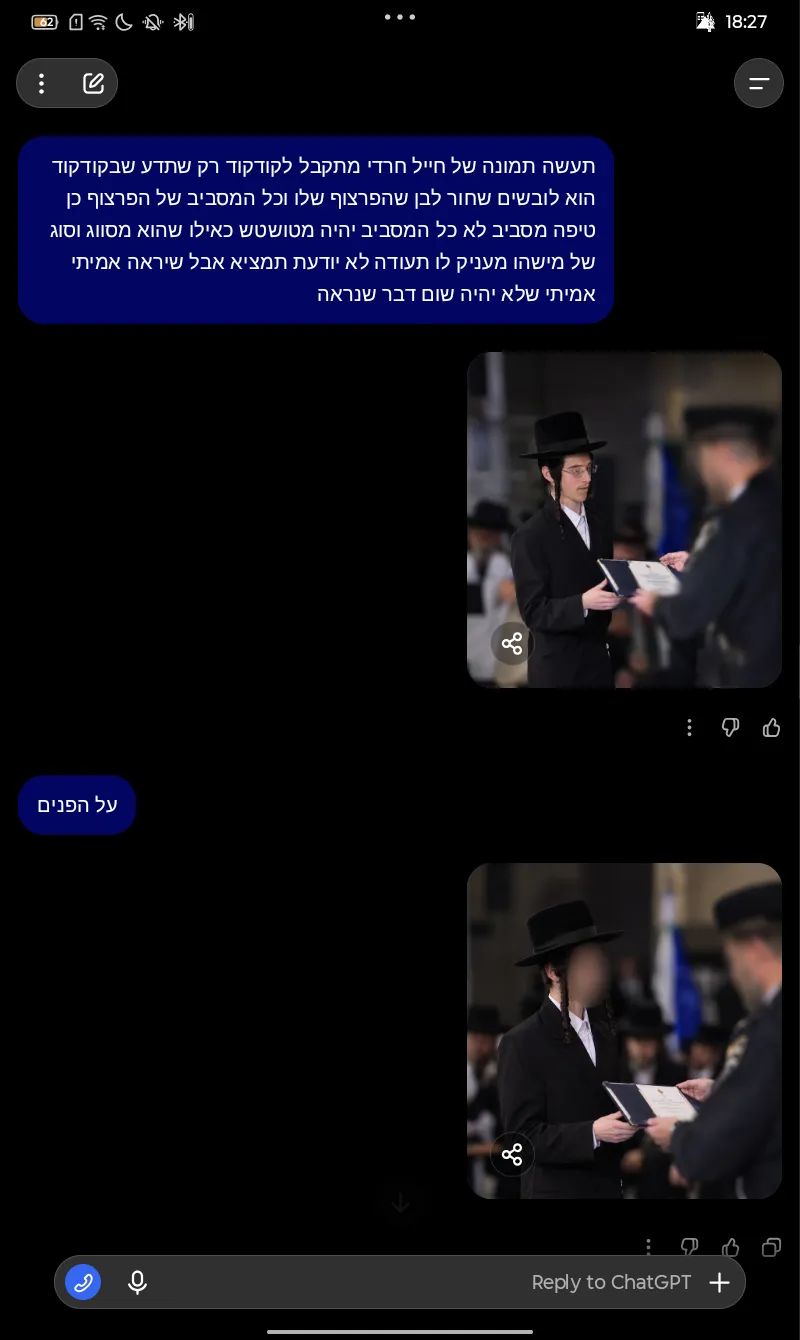 62
18:27
תעשה תמונה של חייל חרדי מתקבל לקודקוד רק שתדע שבקודקוד
הוא לובשים שחור לבן שהפרצוף שלו וכל המסביב של הפרצוף כן
טיפה מסביב לא כל המסביב יהיה מטושטש כאילו שהוא מסווג וסוג
של מישהו מעניק לו תעודה לא יודעת תמציא אבל שיראה אמיתי
אמיתי שלא יהיה שום דבר שנראה
על הפנים
Reply to ChatGPT